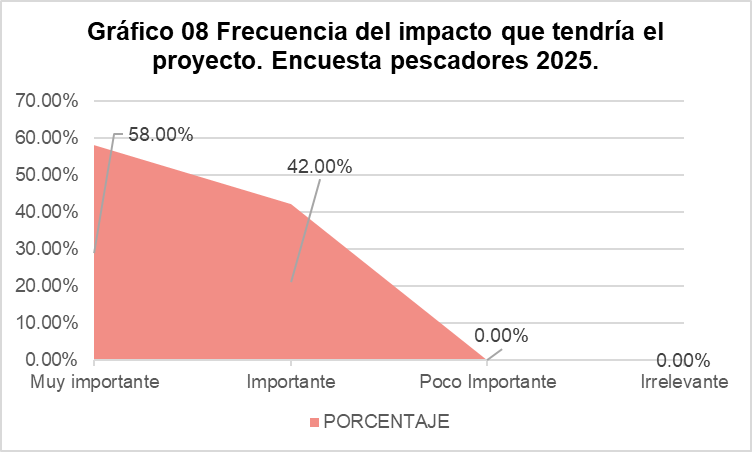 Gráfico 08 Frecuencia del impacto que tendría el
proyecto. Encuesta pescadores 2025.
70.00%
60.00%
50.00%
40.00%
30.00%
20.00%
10.00%
0.00%
58.00%
42.00%
0.00%
0.00%
Muy importante
Importante
Poco Importante
Irrelevante
PORCENTAJE